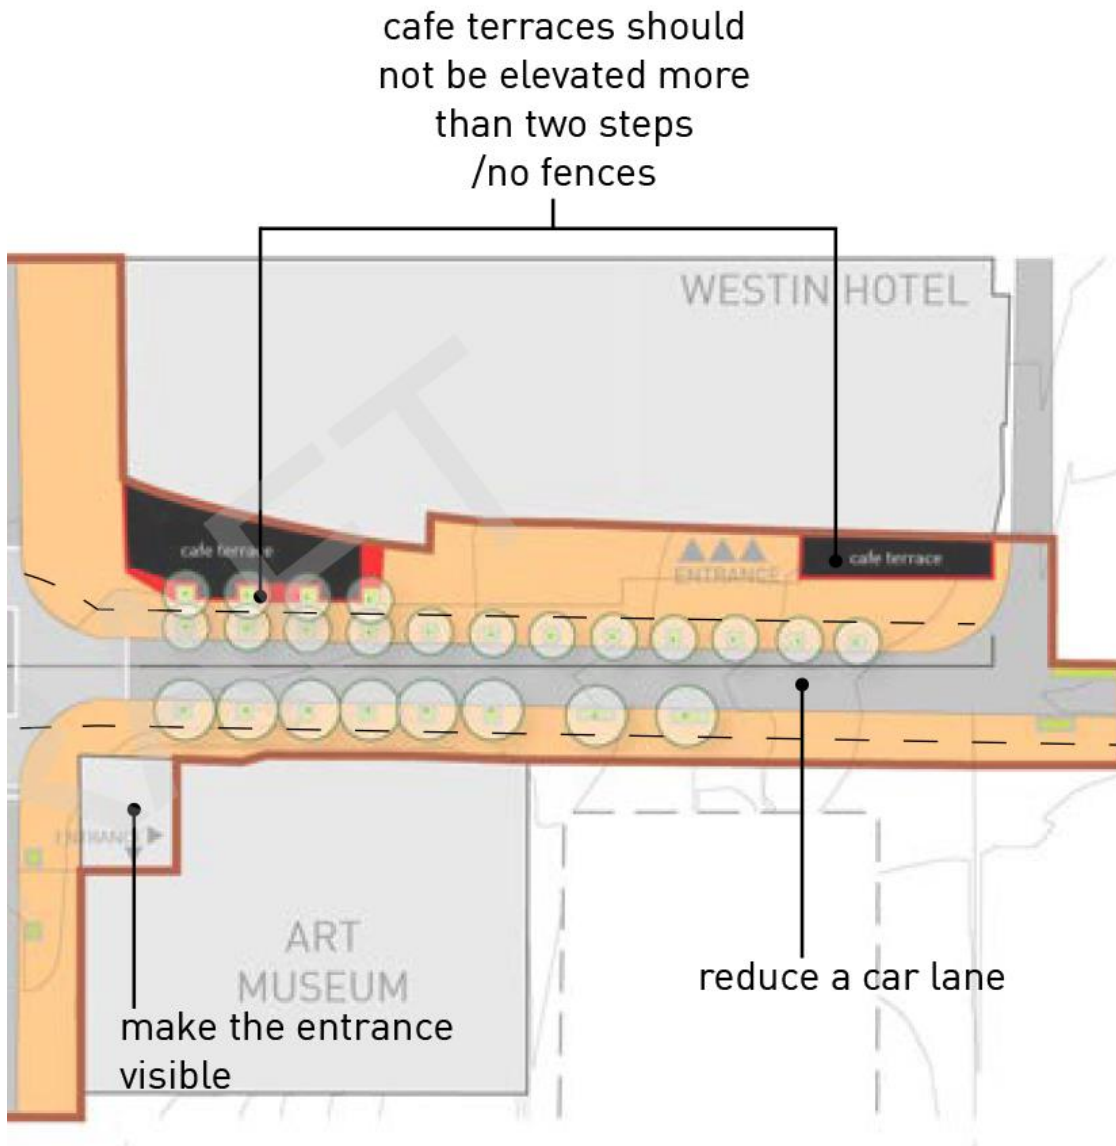 cafe terraces should
not be elevated more
than two steps
/no fences
WESTIN HOTEL
cafe terrace
ENTRANCE
cafe terrace
ENTRANCE
ART
MUSEUM
reduce a car lane
make the entrance
visible